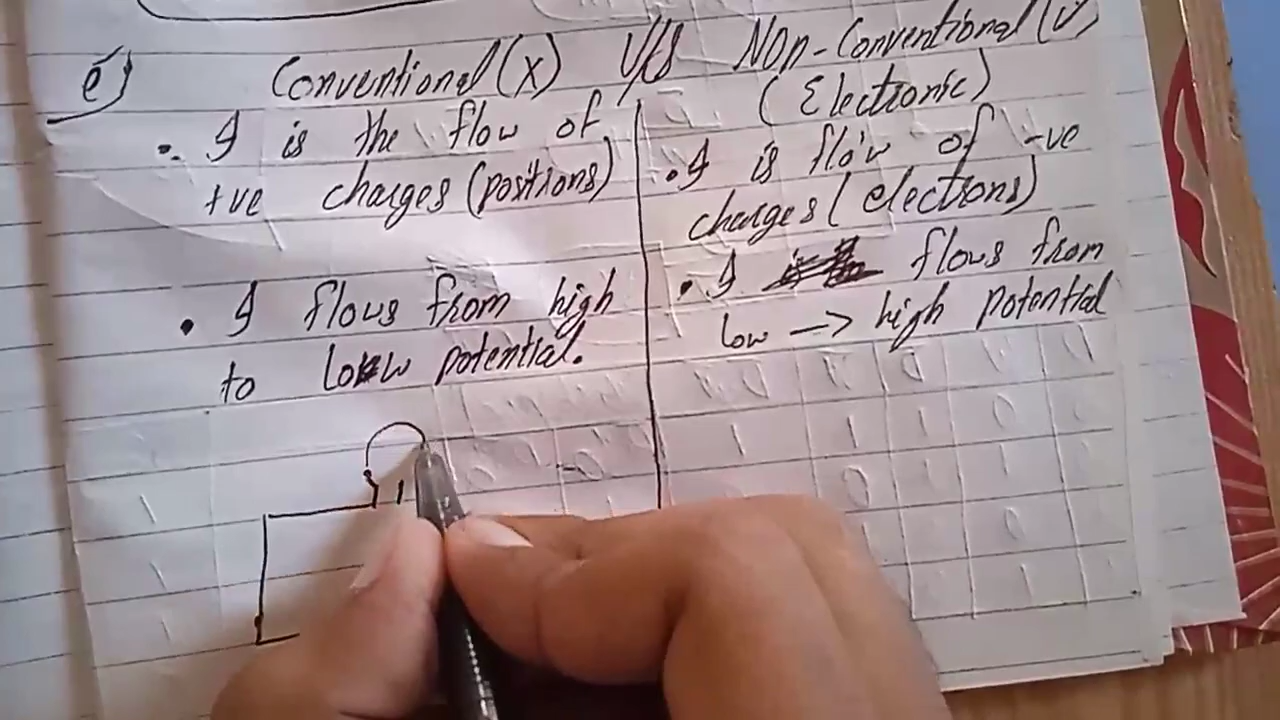 e) Conventional (x) V/s Non-Conventional (✓)
(Electronic)
• I is the flow of
+ve charges (positions)
• I flows from high
to low potential.
• I is flow of -ve
charges (electrons)
• I flows from
low → high potential